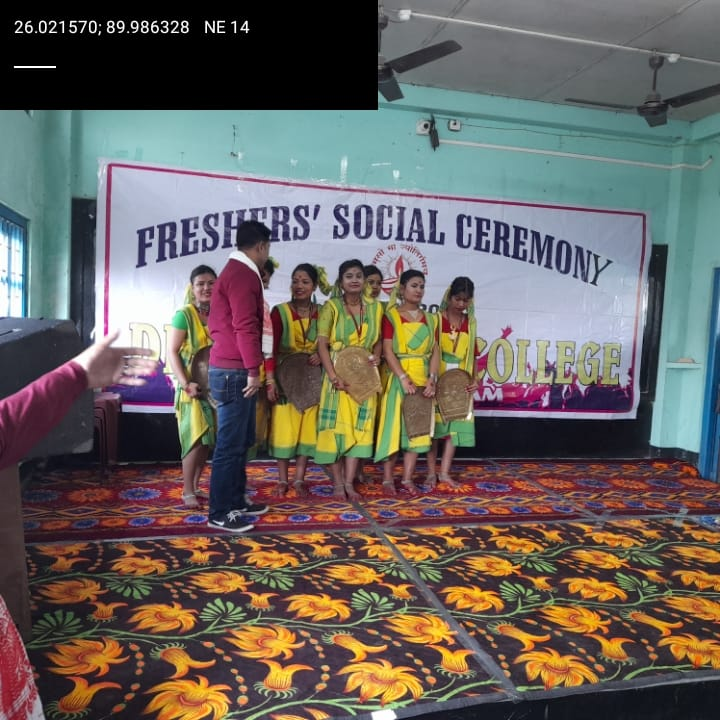 26.021570; 89.986328 NE 14
FRESHERS' SOCIAL CEREMONY
COLLEGE